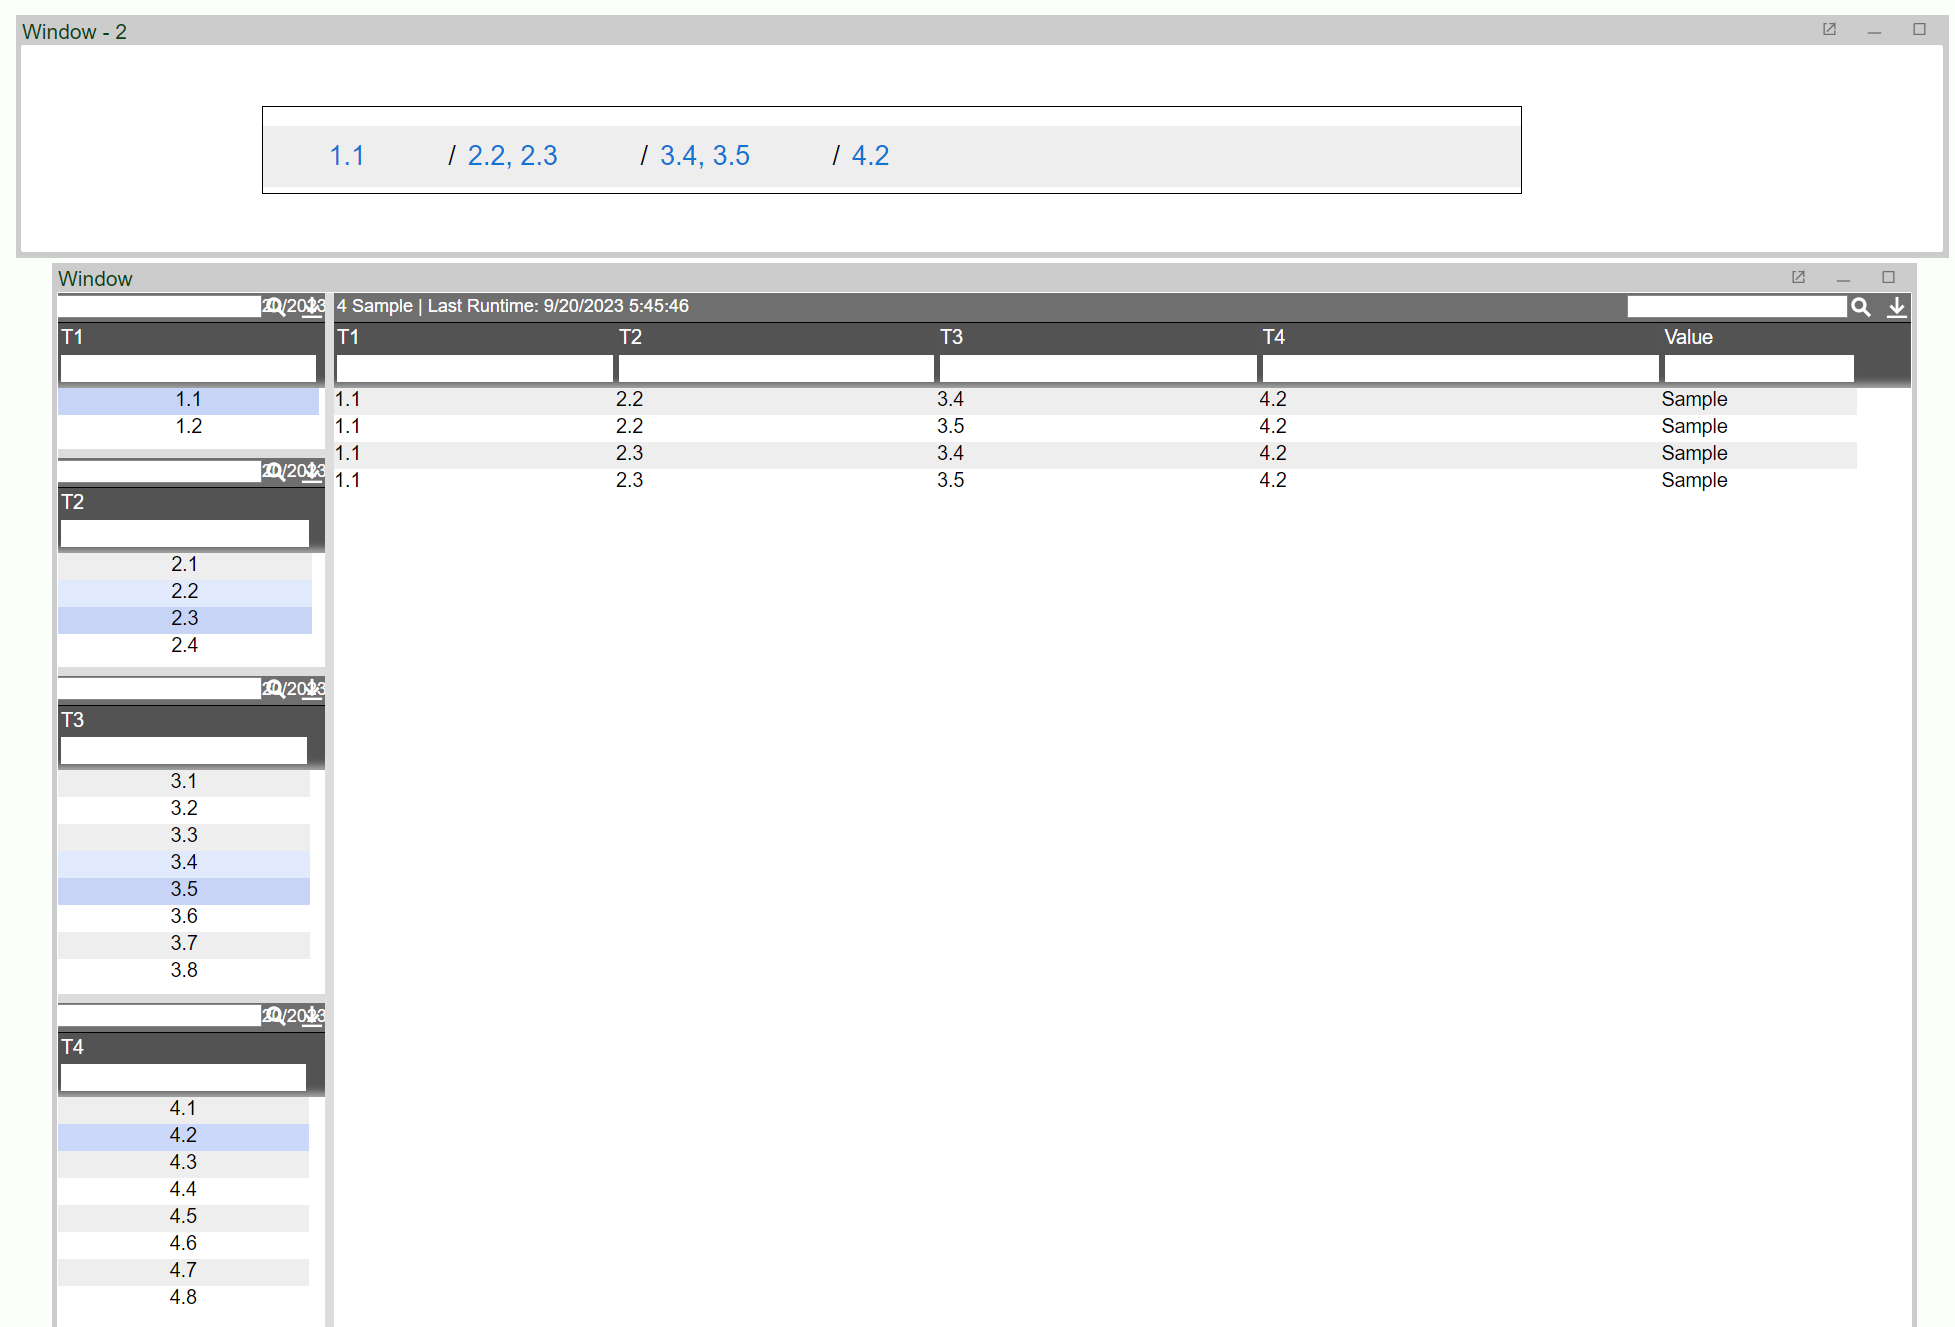 Window - 2
1.1 / 2.2, 2.3 / 3.4, 3.5 / 4.2
Window
20/2023
T1
1.1
1.2
20/2023
T2
2.1
2.2
2.3
2.4
20/2023
T3
3.1
3.2
3.3
3.4
3.5
3.6
3.7
3.8
20/2023
T4
4.1
4.2
4.3
4.4
4.5
4.6
4.7
4.8
4 Sample | Last Runtime: 9/20/2023 5:45:46
T1 T2 T3 T4 Value
1.1 2.2 3.4 4.2 Sample
1.1 2.2 3.5 4.2 Sample
1.1 2.3 3.4 4.2 Sample
1.1 2.3 3.5 4.2 Sample